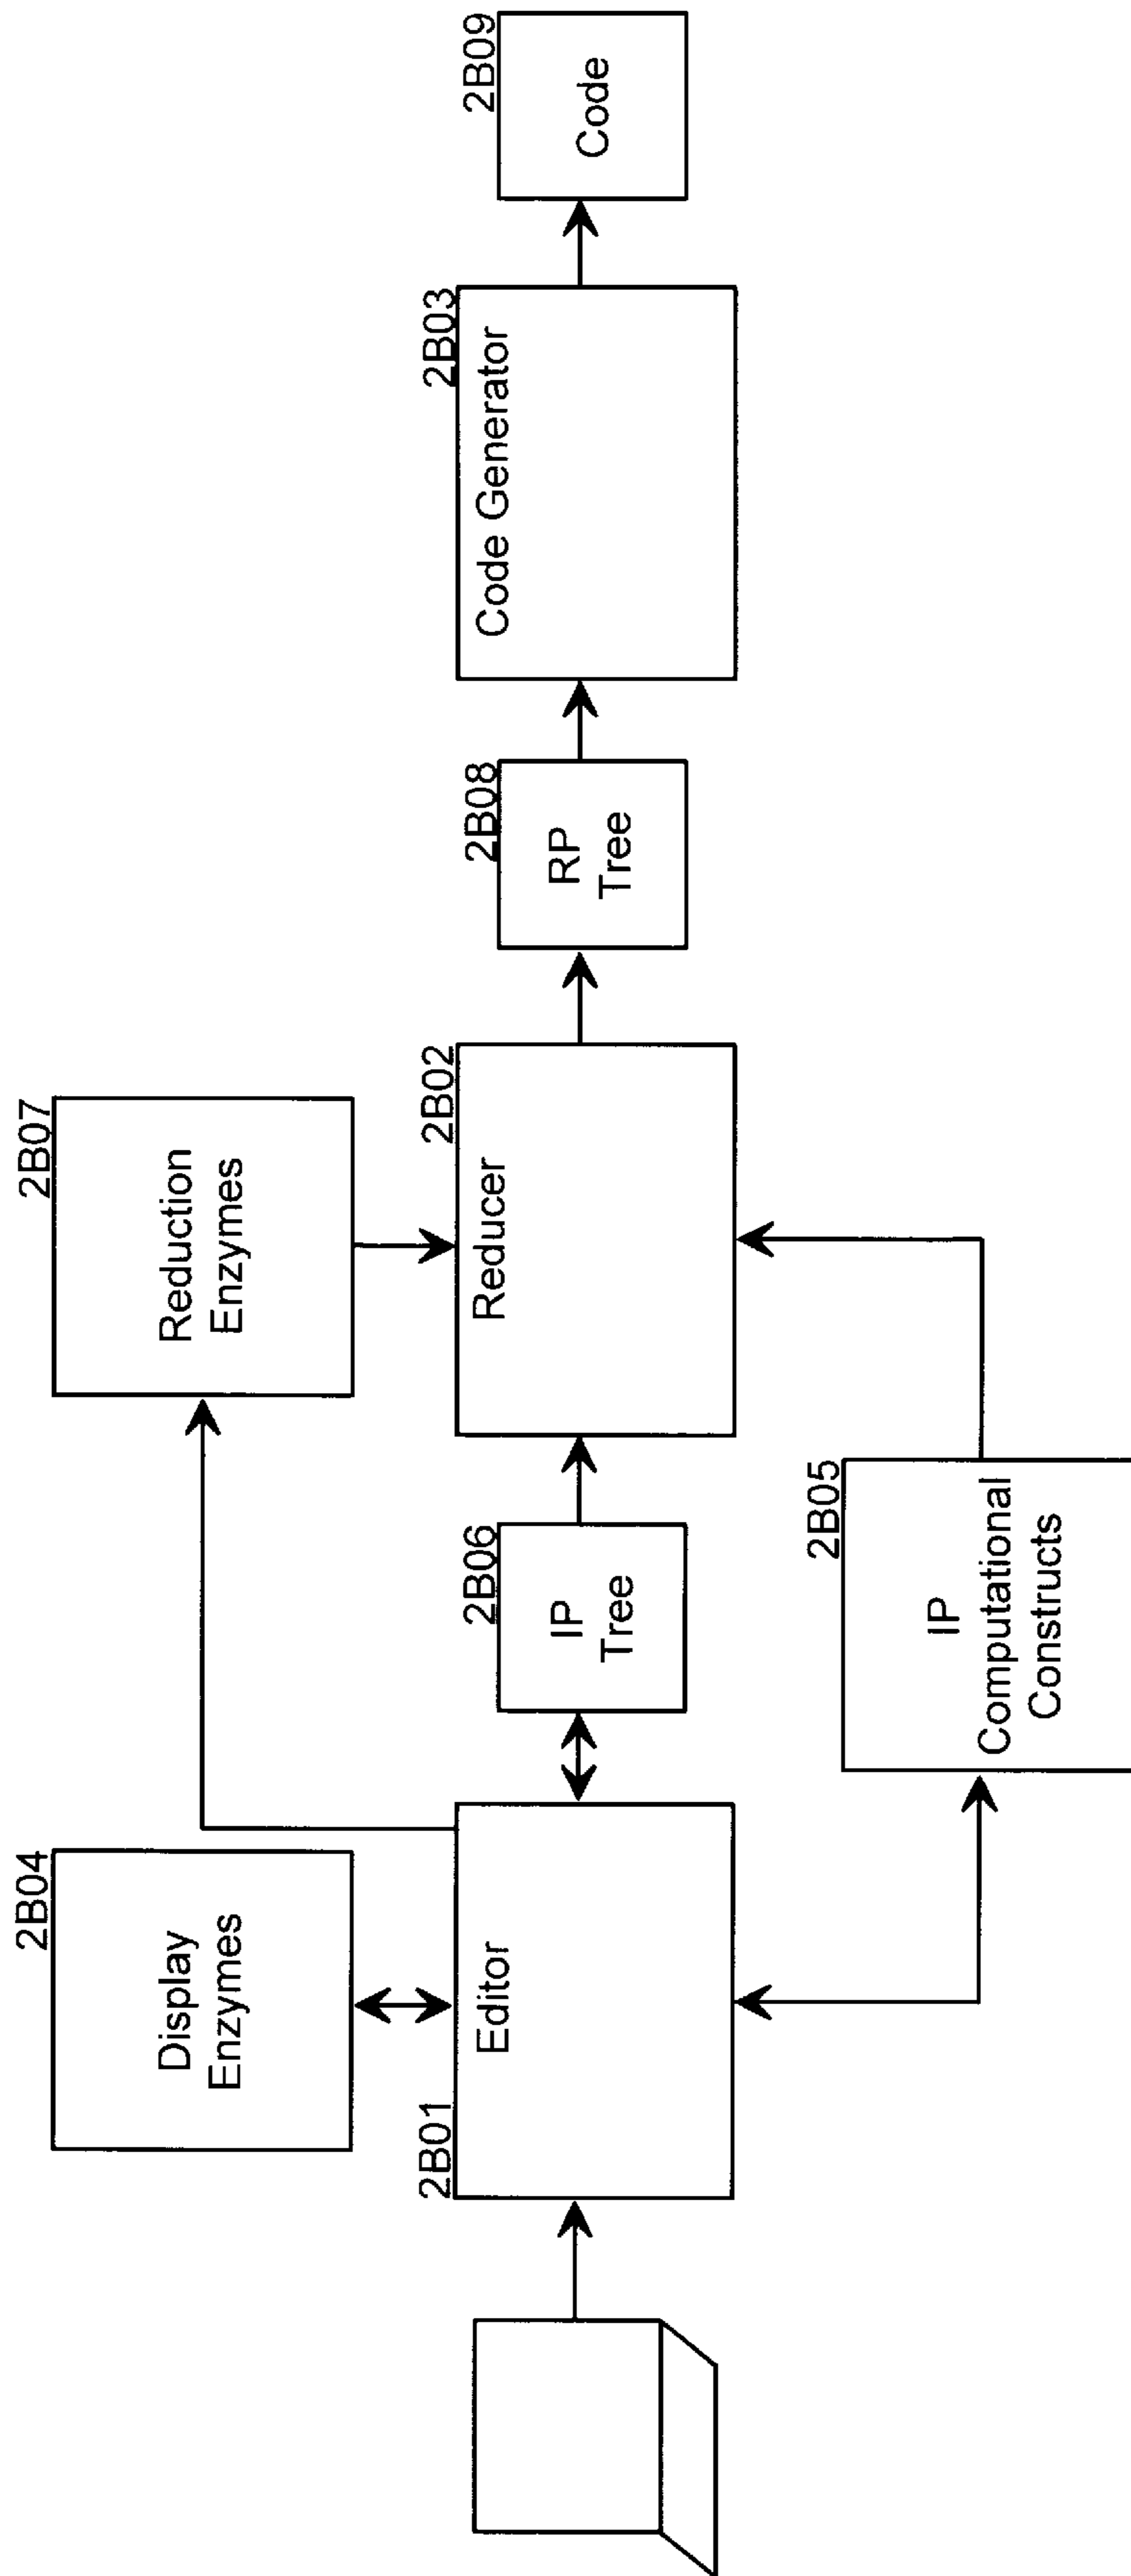 2B04
Display
Enzymes
2B07
Reduction
Enzymes
2B01
Editor
2B06
IP
Tree
2B02
Reducer
2B08
RP
Tree
2B03
Code Generator
2B09
Code
2B05
IP
Computational
Constructs